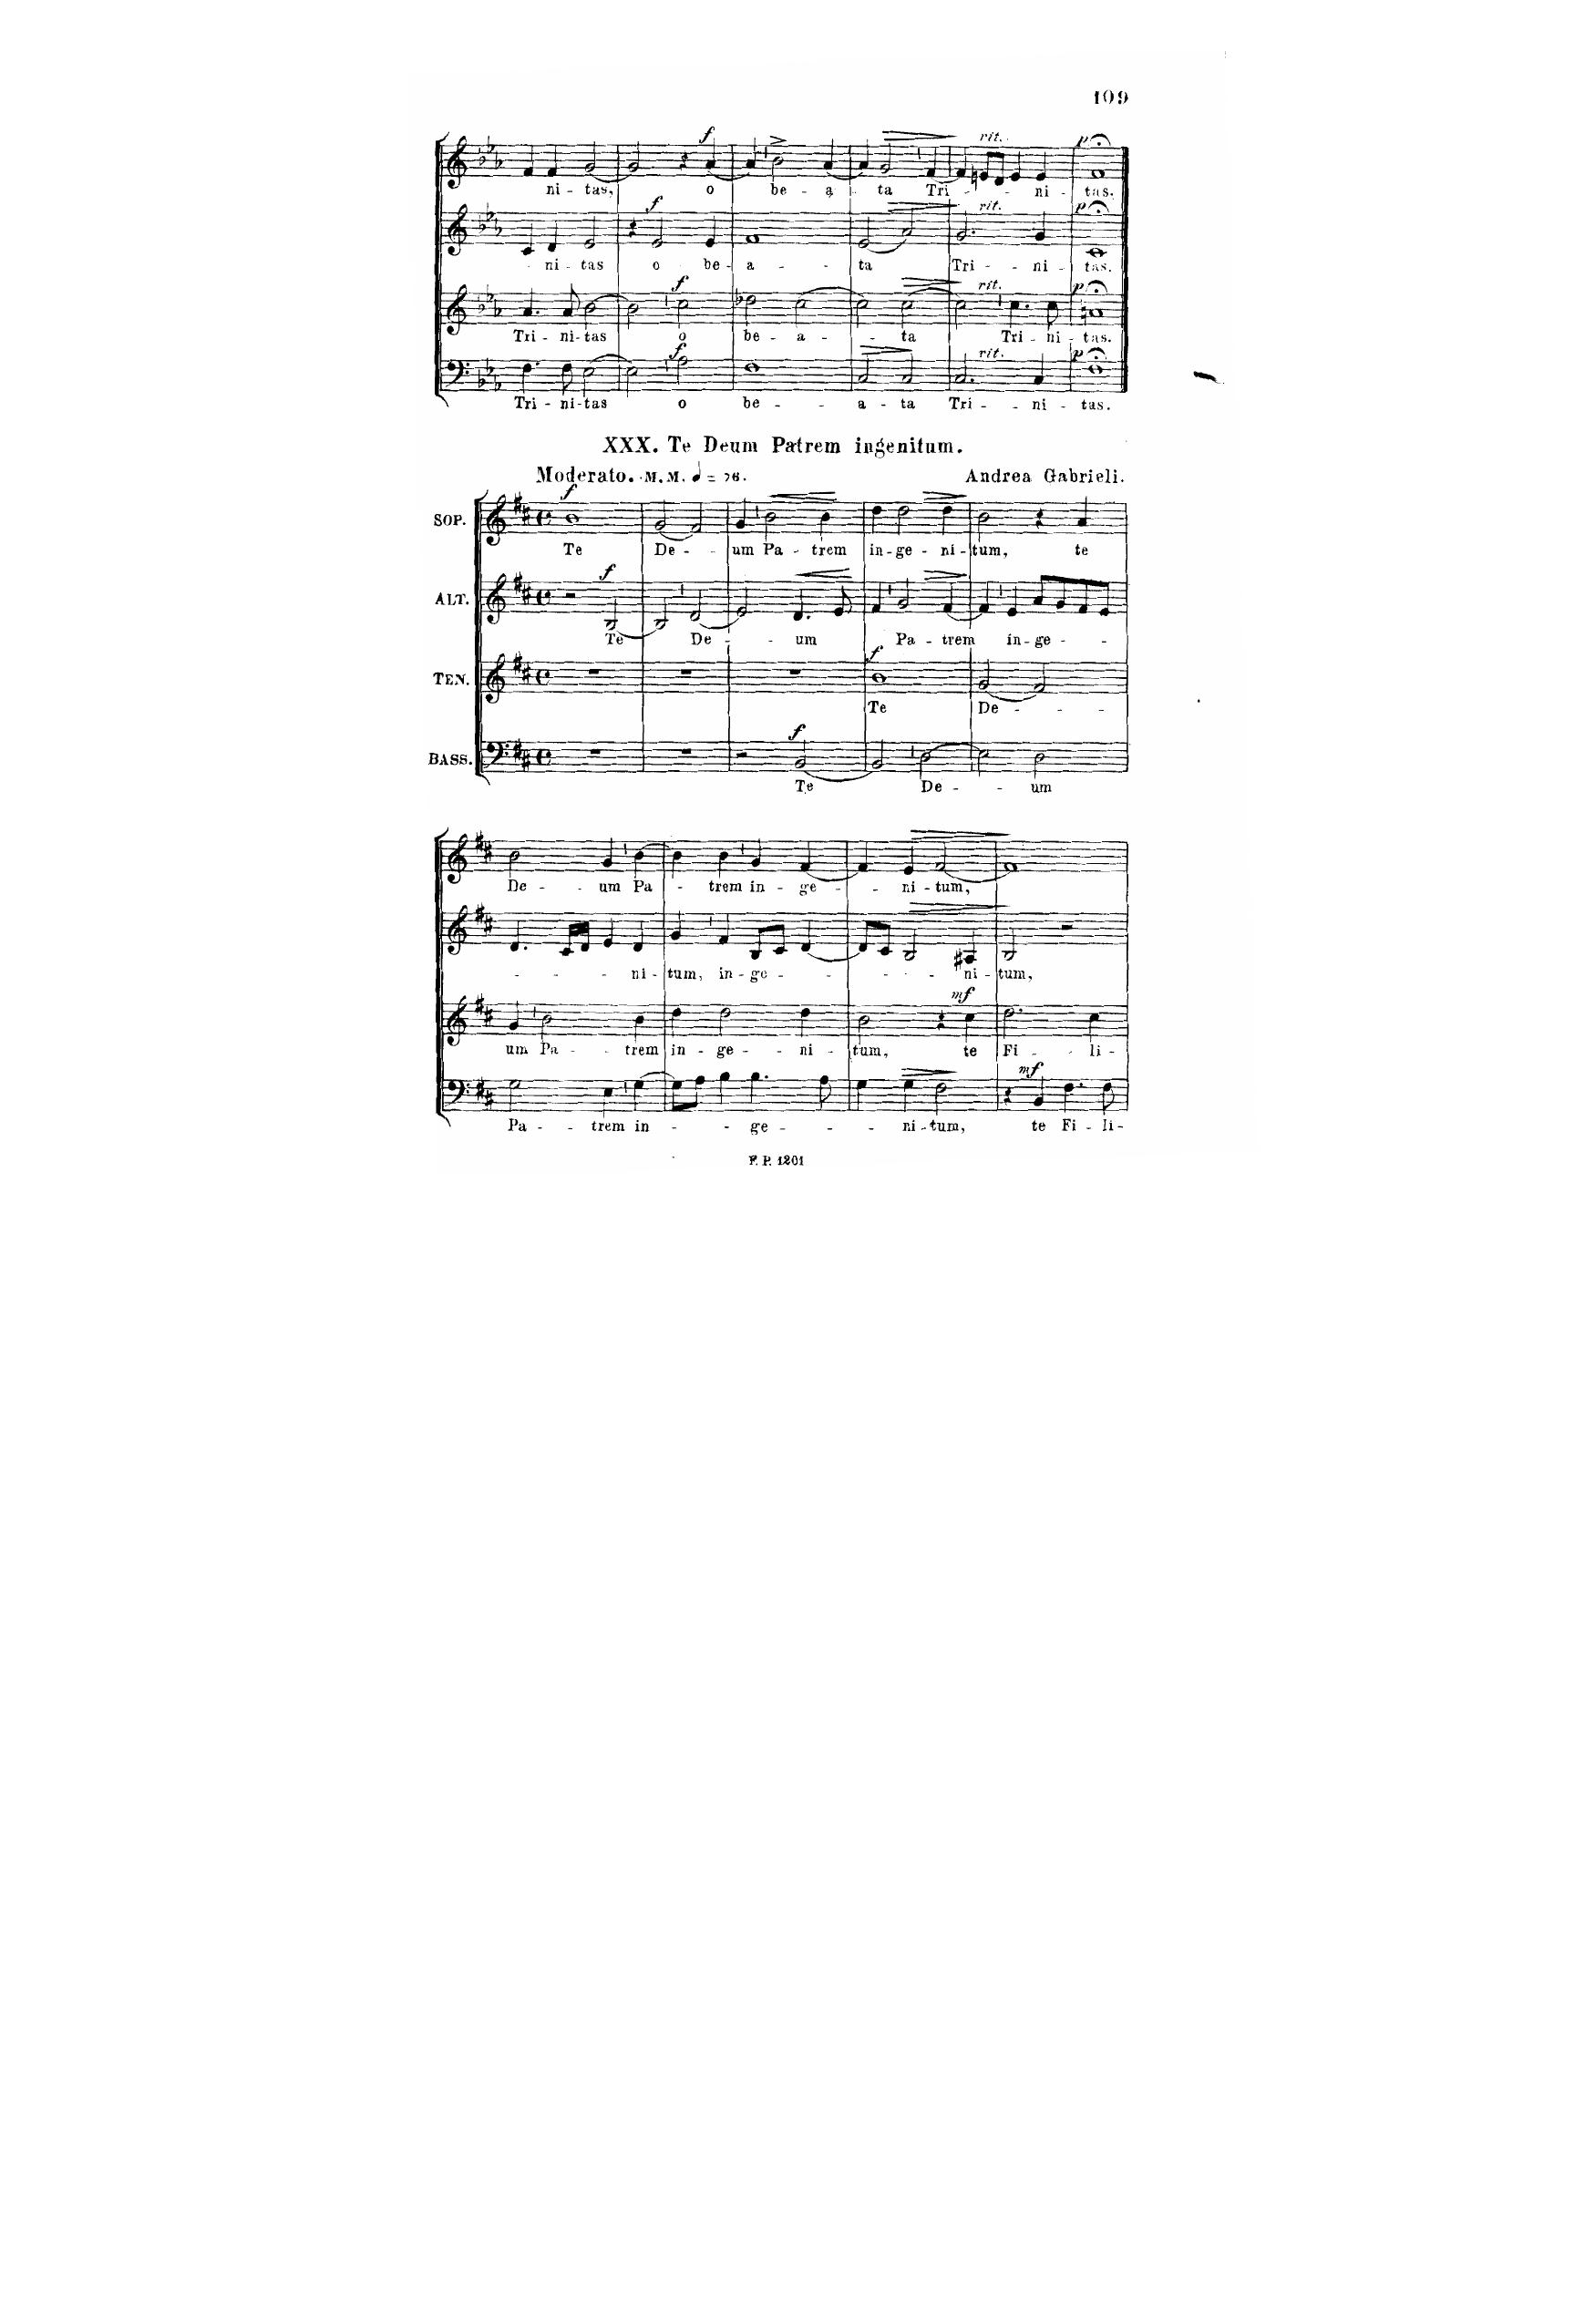 109
f rit. p
ni - tas, o be - a - ta Tri - - - ni - tas.
f rit. p
- ni - tas o be - a - - ta Tri - - ni - tas.
f rit. p
Tri - ni - tas o be - a - - ta Tri - ni - tas.
f rit. p
Tri - ni - tas o be - - a - ta Tri - - ni - tas.
XXX. Te Deum Patrem ingenitum.
Moderato. M. M. = 76. Andrea Gabrieli.
f
SOP.
Te De - - um Pa - trem in - ge - ni - tum, te
f
ALT.
Te De - - um Pa - trem in - ge - -
f
TEN.
Te De - - -
f
BASS.
Te De - - um
De - - um Pa - trem in - ge - - ni - tum,
- - - ni - tum, in - ge - - - - ni - tum,
mf
um Pa - - trem in - ge - - ni - tum, te Fi - - li -
mf
Pa - - trem in - - - ge - - - ni - tum, te Fi - li -
F. P. 1201